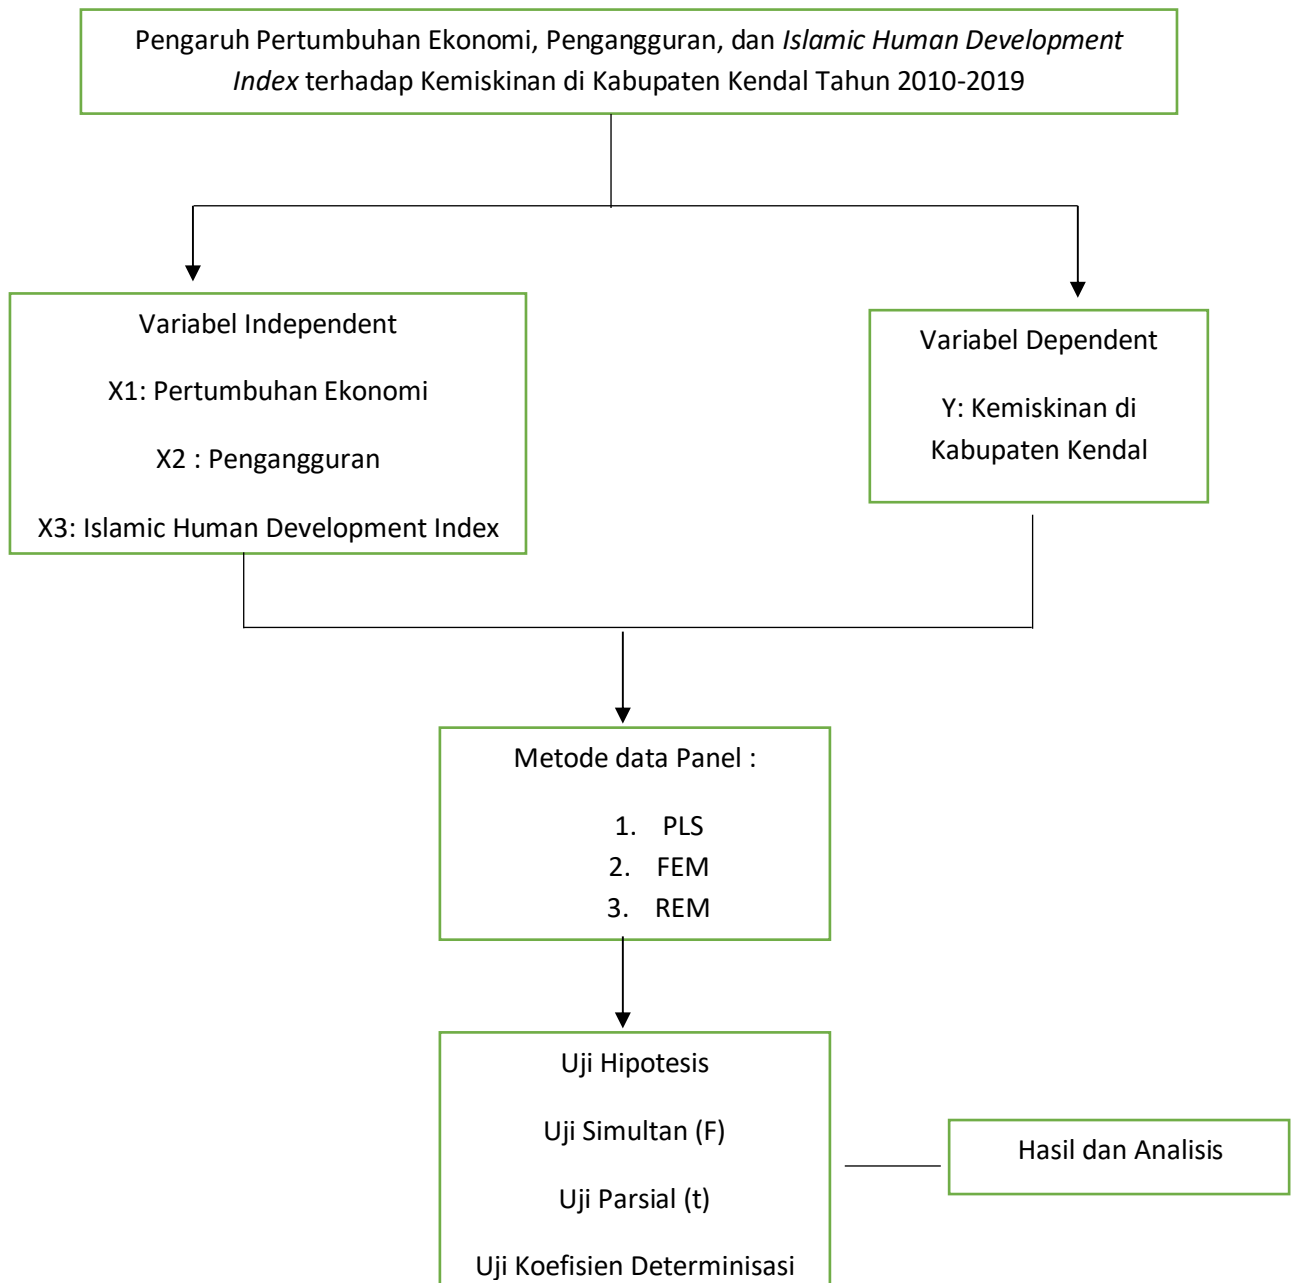 Pengaruh Pertumbuhan Ekonomi, Pengangguran, dan Islamic Human Development
Index terhadap Kemiskinan di Kabupaten Kendal Tahun 2010-2019
Variabel Independent
X1: Pertumbuhan Ekonomi
X2 : Pengangguran
X3: Islamic Human Development Index
Variabel Dependent
Y: Kemiskinan di
Kabupaten Kendal
Metode data Panel :
1. PLS
2. FEM
3. REM
Uji Hipotesis
Uji Simultan (F)
Uji Parsial (t)
Uji Koefisien Determinisasi
Hasil dan Analisis